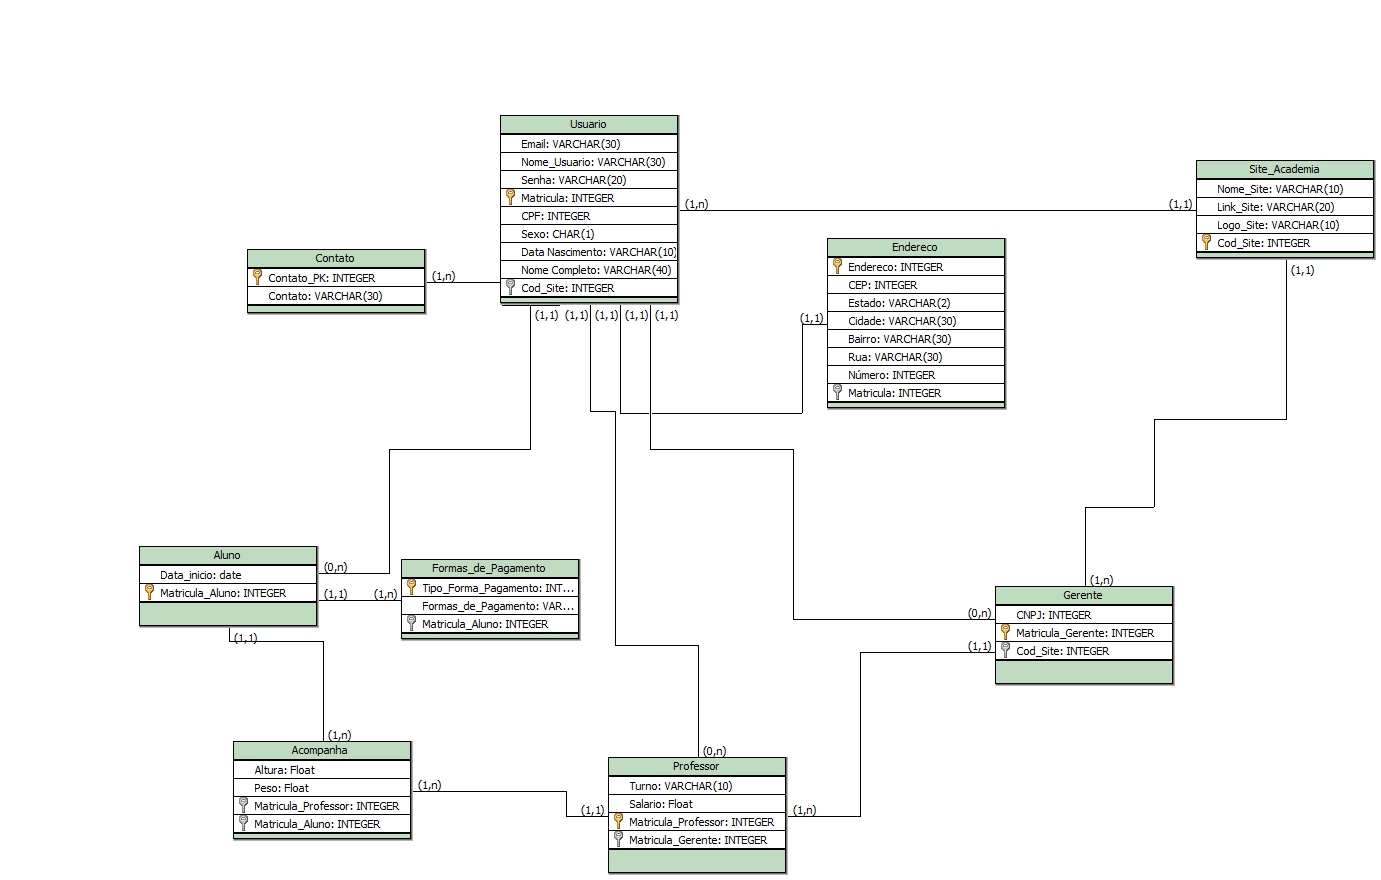 Usuario
Email: VARCHAR(30)
Nome_Usuario: VARCHAR(30)
Senha: VARCHAR(20)
Matricula: INTEGER
CPF: INTEGER
Sexo: CHAR(1)
Data Nascimento: VARCHAR(10)
Nome Completo: VARCHAR(40)
Cod_Site: INTEGER
(1,n)
(1,1)
Site_Academia
Nome_Site: VARCHAR(10)
Link_Site: VARCHAR(20)
Logo_Site: VARCHAR(10)
Cod_Site: INTEGER
(1,1)
Contato
Contato_PK: INTEGER
Contato: VARCHAR(30)
(1,n)
Endereco
Endereco: INTEGER
CEP: INTEGER
Estado: VARCHAR(2)
Cidade: VARCHAR(30)
Bairro: VARCHAR(30)
Rua: VARCHAR(30)
Número: INTEGER
Matricula: INTEGER
(1,1)
(1,1) (1,1) (1,1) (1,1) (1,1)
Aluno
Data_inicio: date
Matricula_Aluno: INTEGER
(0,n)
(1,1)
(1,n)
(1,1)
Formas_de_Pagamento
Tipo_Forma_Pagamento: INT...
Formas_de_Pagamento: VAR...
Matricula_Aluno: INTEGER
(1,n)
Gerente
CNPJ: INTEGER
Matricula_Gerente: INTEGER
Cod_Site: INTEGER
(0,n)
(1,1)
(1,n)
Acompanha
Altura: Float
Peso: Float
Matricula_Professor: INTEGER
Matricula_Aluno: INTEGER
(1,n)
(1,1)
(0,n)
Professor
Turno: VARCHAR(10)
Salario: Float
Matricula_Professor: INTEGER
Matricula_Gerente: INTEGER
(1,n)